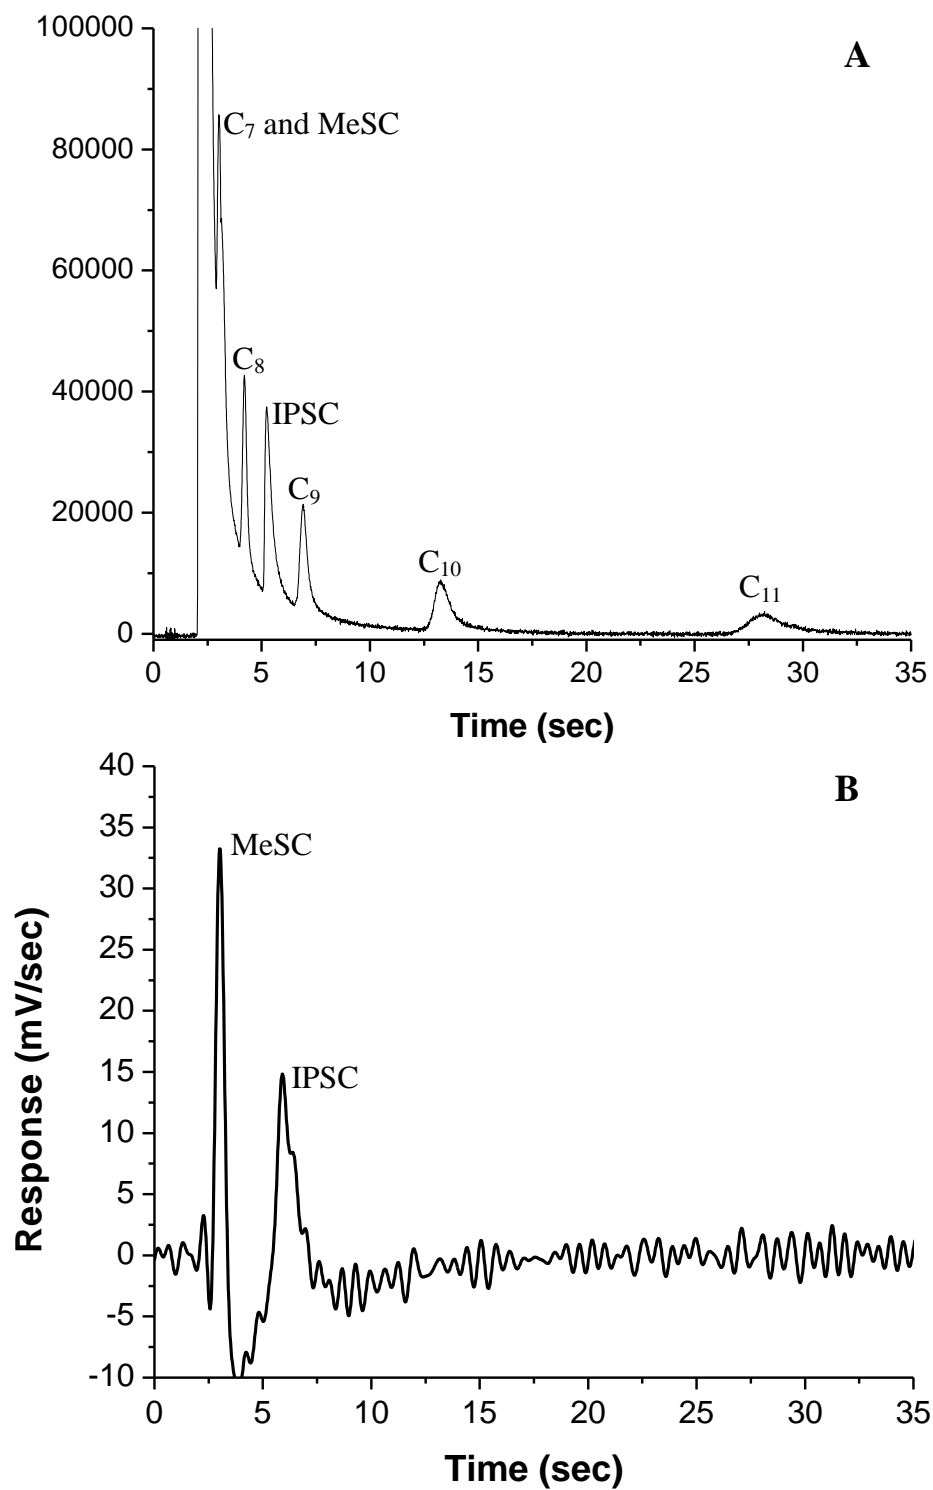 100000
A
C₇ and MeSC
80000
60000
40000
C₈
IPSC
C₉
20000
C₁₀
C₁₁
0
0 5 10 15 20 25 30 35
Time (sec)
40
B
35
MeSC
30
25
20
15
IPSC
10
5
0
-5
-10
Response (mV/sec)
0 5 10 15 20 25 30 35
Time (sec)